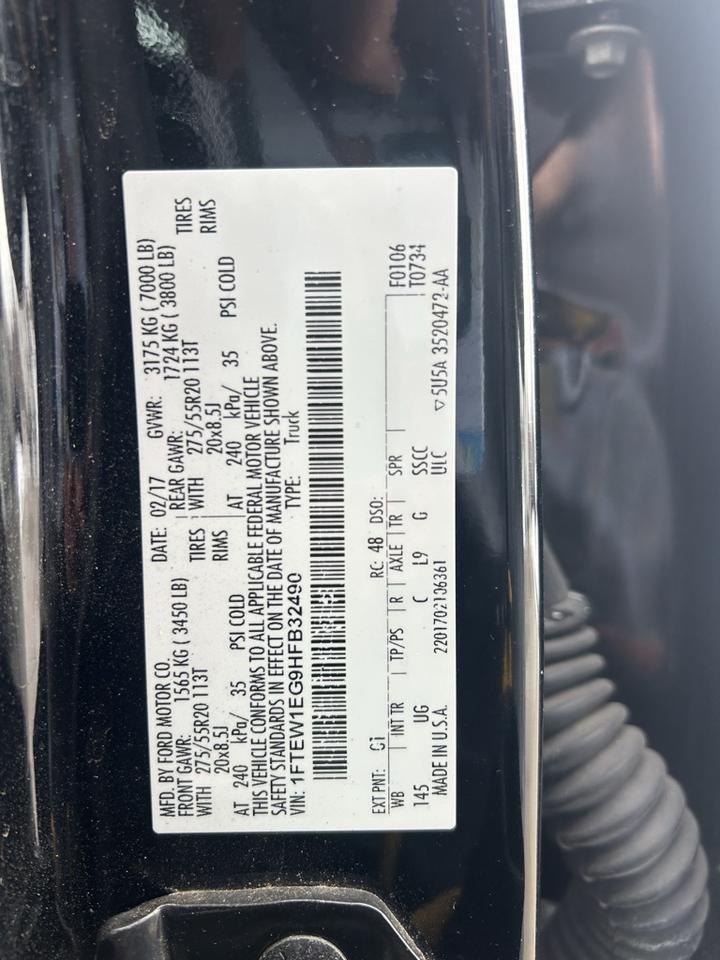 MFD. BY FORD MOTOR CO.
DATE: 02/17 GVWR: 3175 KG ( 7000 LB)
FRONT GAWR: 1565 KG ( 3450 LB) REAR GAWR: 1724 KG ( 3800 LB)
WITH 275/55R20 113T TIRES WITH 275/55R20 113T TIRES
20x8.5J RIMS 20x8.5J RIMS
AT 240 kPa/ 35 PSI COLD AT 240 kPa/ 35 PSI COLD
THIS VEHICLE CONFORMS TO ALL APPLICABLE FEDERAL MOTOR VEHICLE
SAFETY STANDARDS IN EFFECT ON THE DATE OF MANUFACTURE SHOWN ABOVE.
VIN: 1FTEW1EG9HFB32490 TYPE: Truck
EXT PNT: RC: 48 DSO:
WB INT TR TP/PS R AXLE TR SPR F0106
145 UG C L9 G SSCC T0734
MADE IN U.S.A. 2201702106361 ULC
▽ 5U5A 3520472-AA